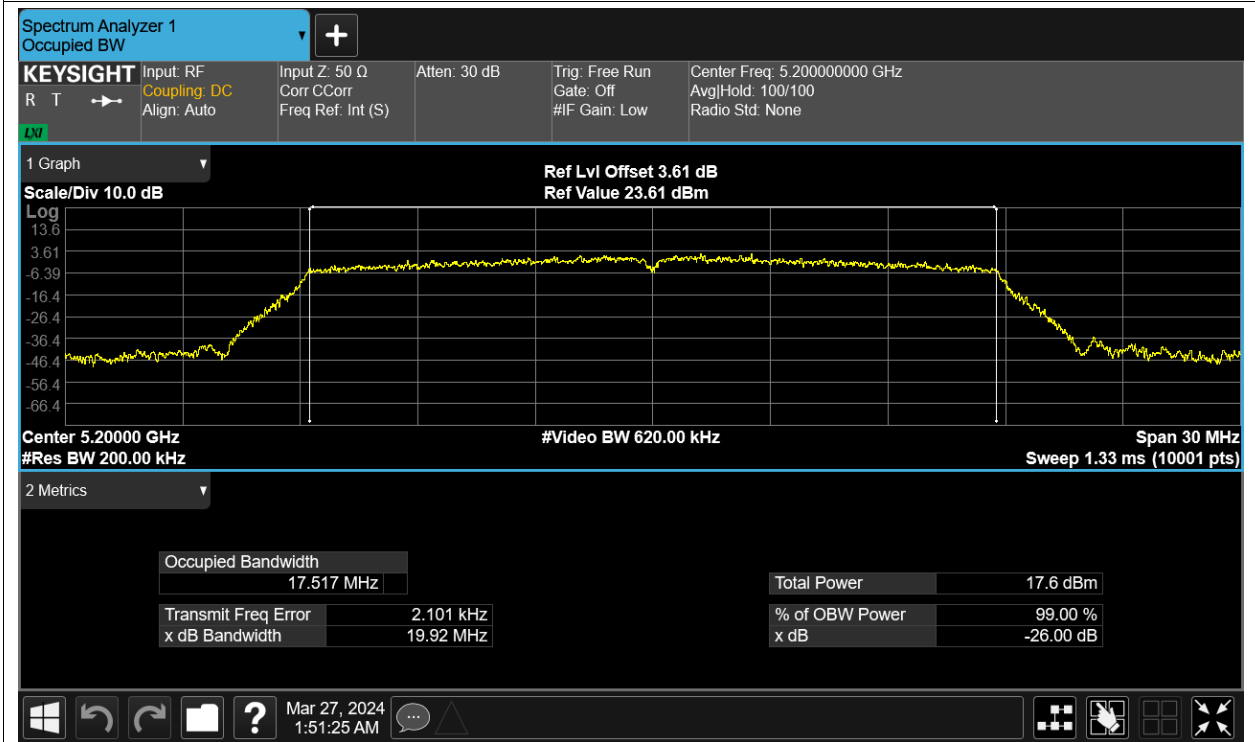 Spectrum Analyzer 1
Occupied BW
KEYSIGHT Input: RF Input Z: 50 Ω Atten: 30 dB Trig: Free Run Center Freq: 5.200000000 GHz
R T Coupling: DC Corr CCorr Gate: Off Avg|Hold: 100/100
Align: Auto Freq Ref: Int (S) #IF Gain: Low Radio Std: None
LXI
1 Graph
Ref Lvl Offset 3.61 dB
Scale/Div 10.0 dB Ref Value 23.61 dBm
Log
13.6
3.61
-6.39
-16.4
-26.4
-36.4
-46.4
-56.4
-66.4
Center 5.20000 GHz #Video BW 620.00 kHz Span 30 MHz
#Res BW 200.00 kHz Sweep 1.33 ms (10001 pts)
2 Metrics
Occupied Bandwidth
17.517 MHz Total Power 17.6 dBm
Transmit Freq Error 2.101 kHz % of OBW Power 99.00 %
x dB Bandwidth 19.92 MHz x dB -26.00 dB
? Mar 27, 2024
1:51:25 AM